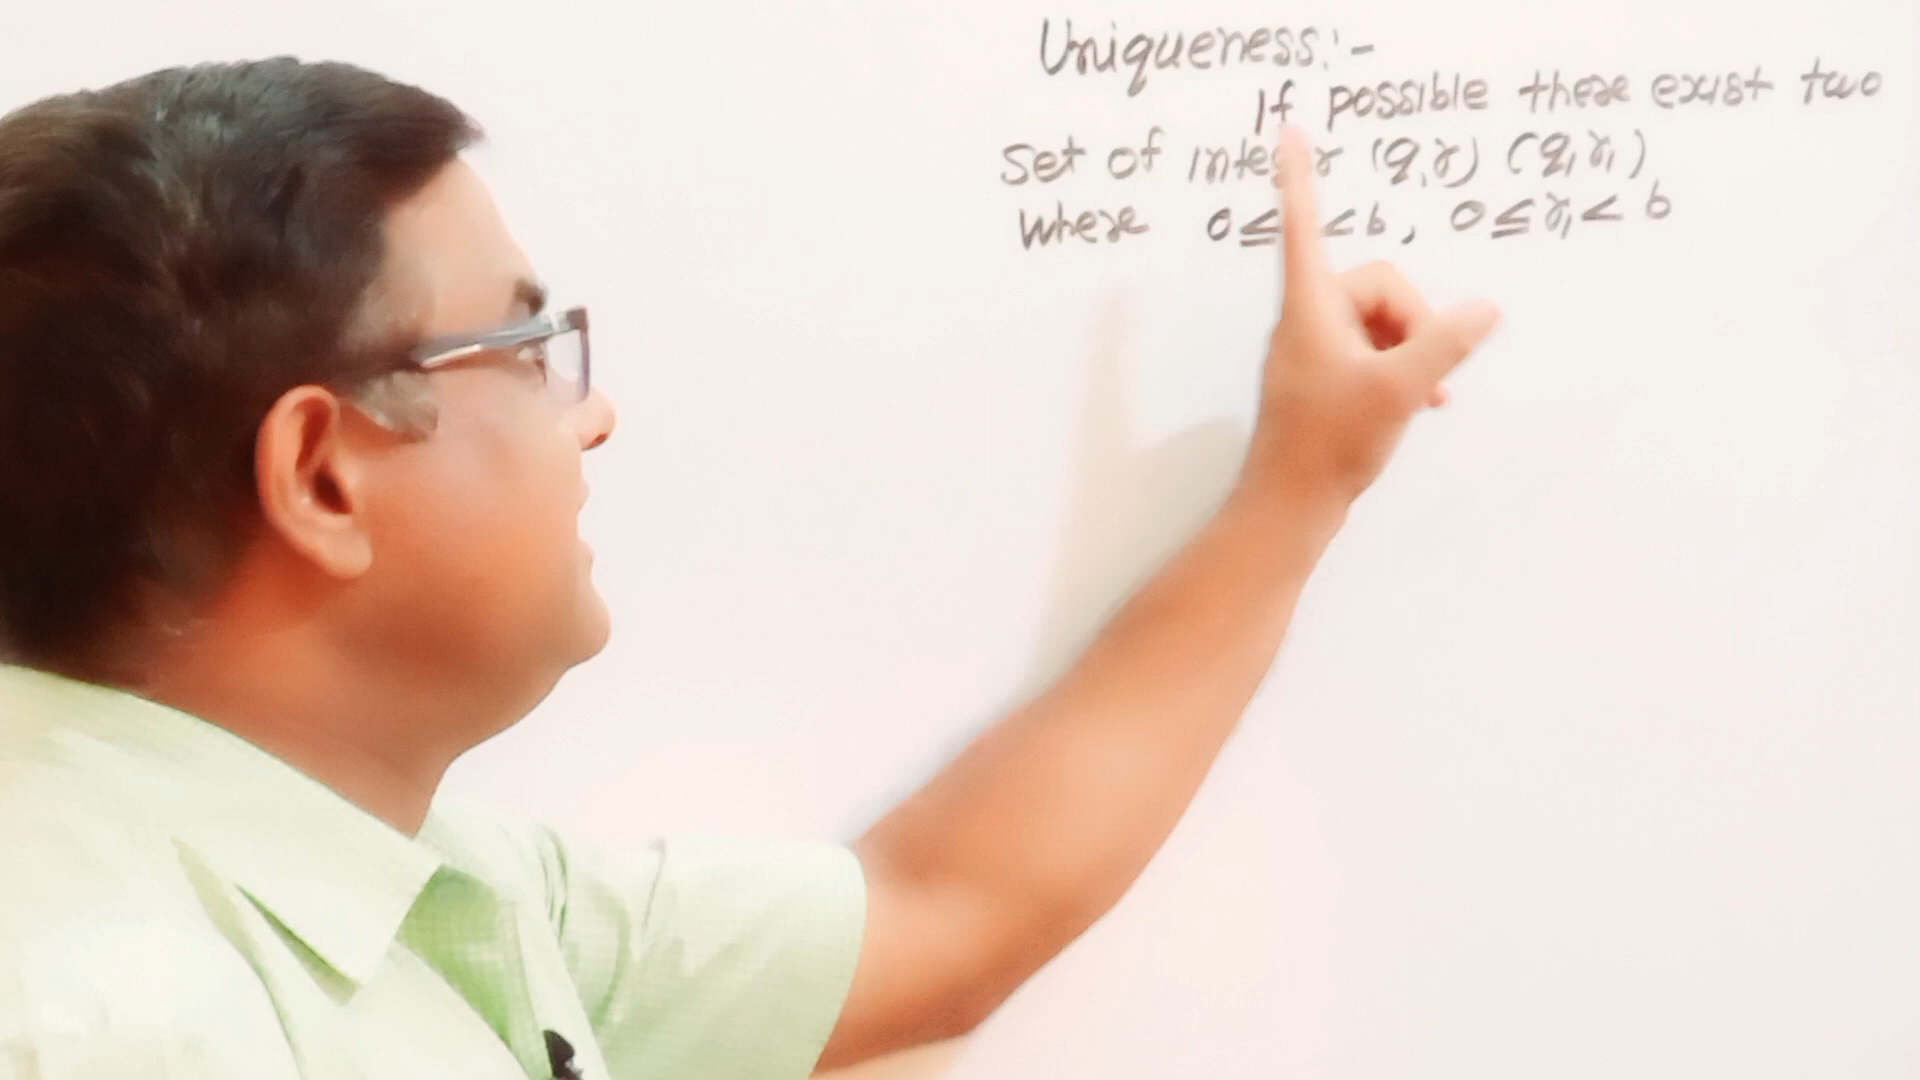 Uniqueness:-
If possible there exist two
Set of integer (q,r) (q₁ r₁)
where 0≤ <b, 0≤r₁<b